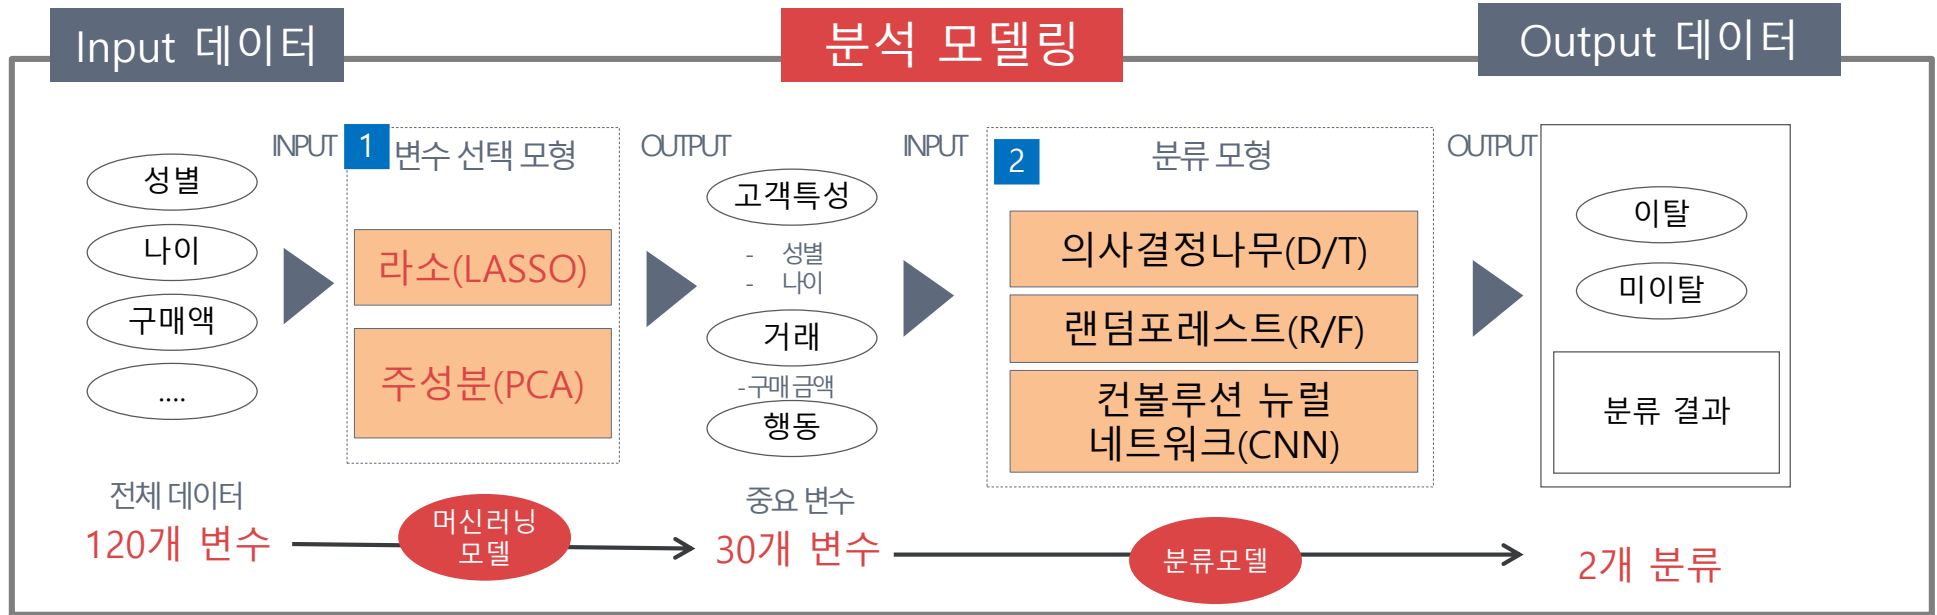 Input 데이터
분석 모델링
Output 데이터
INPUT
성별
나이
구매액
....
전체 데이터
120개 변수
1
변수 선택 모형
라소(LASSO)
주성분(PCA)
머신러닝
모델
OUTPUT
고객특성
- 성별
- 나이
거래
-구매 금액
행동
중요 변수
30개 변수
INPUT
2
분류 모형
의사결정나무(D/T)
랜덤포레스트(R/F)
컨볼루션 뉴럴
네트워크(CNN)
분류모델
OUTPUT
이탈
미이탈
분류 결과
2개 분류